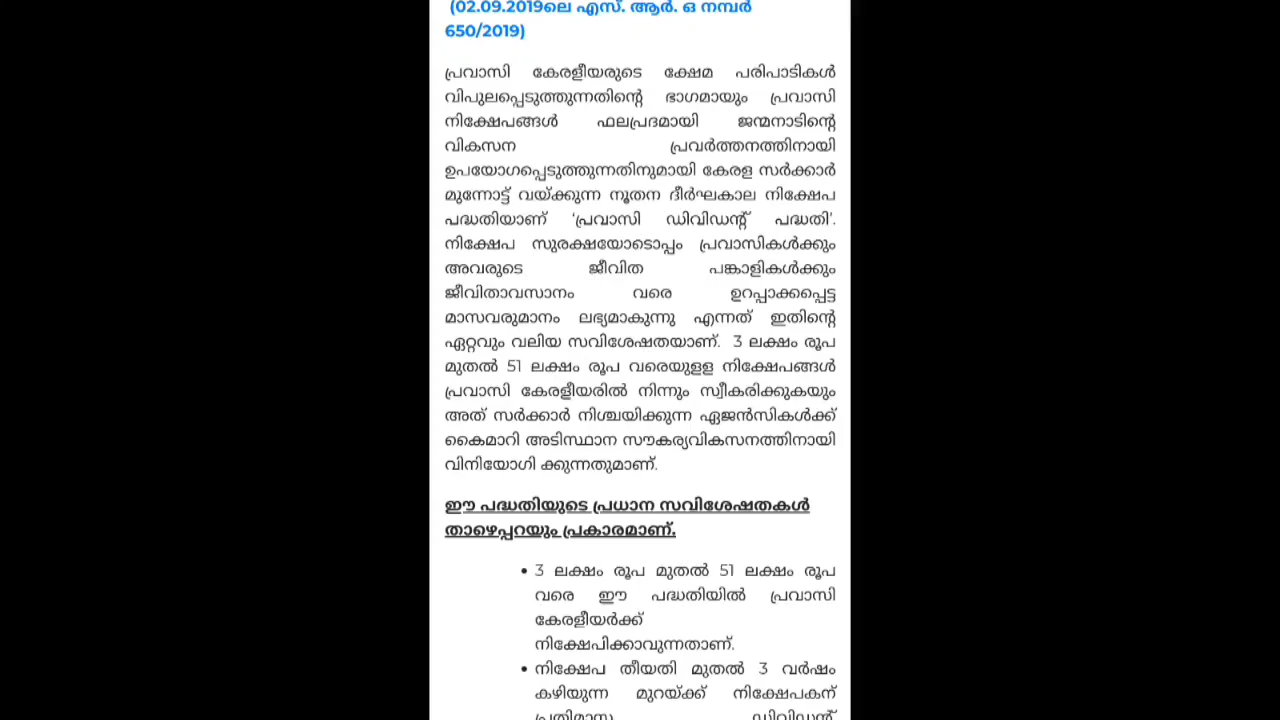 (02.09.2019ലെ എസ്. ആർ. ഒ നമ്പർ
650/2019)
പ്രവാസി കേരളീയരുടെ ക്ഷേമ പരിപാടികൾ
വിപുലപ്പെടുത്തുന്നതിന്റെ ഭാഗമായും പ്രവാസി
നിക്ഷേപങ്ങൾ ഫലപ്രദമായി ജന്മനാടിന്റെ
വികസന പ്രവർത്തനത്തിനായി
ഉപയോഗപ്പെടുത്തുന്നതിനുമായി കേരള സർക്കാർ
മുന്നോട്ട് വയ്ക്കുന്ന നൂതന ദീർഘകാല നിക്ഷേപ
പദ്ധതിയാണ് ‘പ്രവാസി ഡിവിഡന്റ് പദ്ധതി’.
നിക്ഷേപ സുരക്ഷയോടൊപ്പം പ്രവാസികൾക്കും
അവരുടെ ജീവിത പങ്കാളികൾക്കും
ജീവിതാവസാനം വരെ ഉറപ്പാക്കപ്പെട്ട
മാസവരുമാനം ലഭ്യമാകുന്നു എന്നത് ഇതിന്റെ
ഏറ്റവും വലിയ സവിശേഷതയാണ്. 3 ലക്ഷം രൂപ
മുതൽ 51 ലക്ഷം രൂപ വരെയുളള നിക്ഷേപങ്ങൾ
പ്രവാസി കേരളീയരിൽ നിന്നും സ്വീകരിക്കുകയും
അത് സർക്കാർ നിശ്ചയിക്കുന്ന ഏജൻസികൾക്ക്
കൈമാറി അടിസ്ഥാന സൗകര്യവികസനത്തിനായി
വിനിയോഗി ക്കുന്നതുമാണ്.
ഈ പദ്ധതിയുടെ പ്രധാന സവിശേഷതകൾ
താഴെപ്പറയും പ്രകാരമാണ്.
• 3 ലക്ഷം രൂപ മുതൽ 51 ലക്ഷം രൂപ
വരെ ഈ പദ്ധതിയിൽ പ്രവാസി
കേരളീയർക്ക്
നിക്ഷേപിക്കാവുന്നതാണ്.
• നിക്ഷേപ തീയതി മുതൽ 3 വർഷം
കഴിയുന്ന മുറയ്ക്ക് നിക്ഷേപകന്
പ്രതിമാസ ഡിവിഡന്റ്